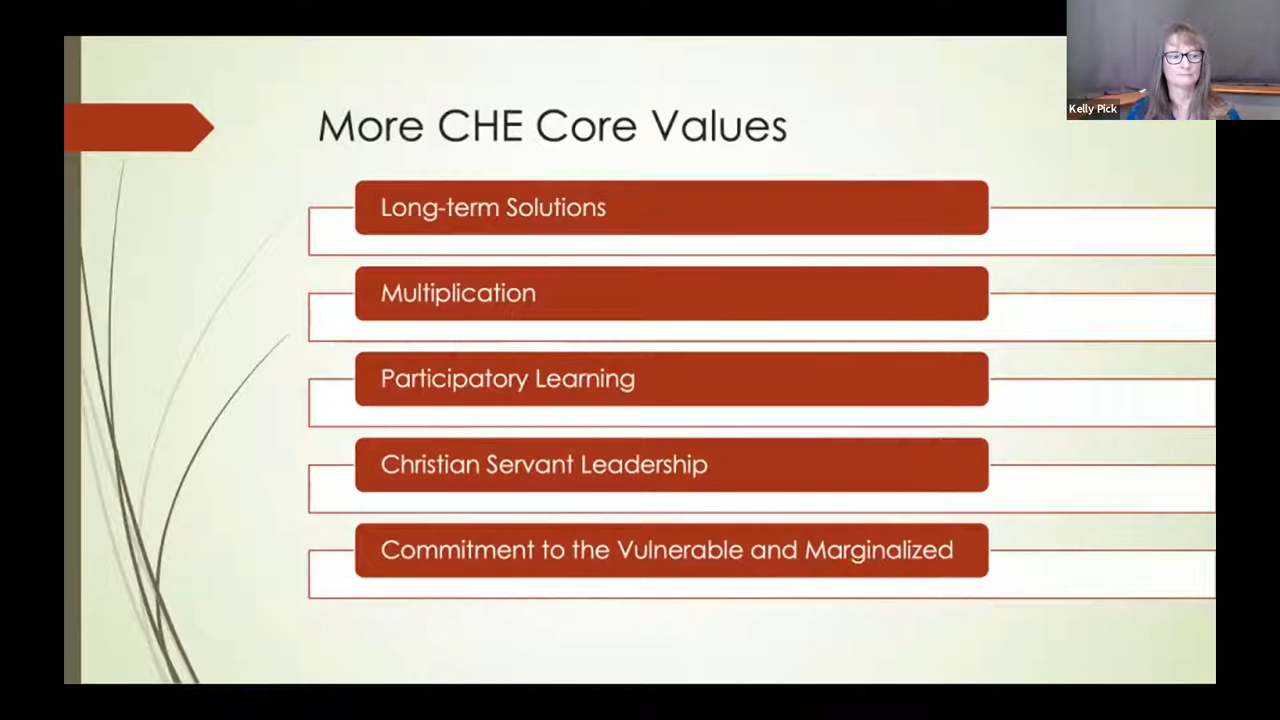 Kelly Pick
More CHE Core Values
Long-term Solutions
Multiplication
Participatory Learning
Christian Servant Leadership
Commitment to the Vulnerable and Marginalized